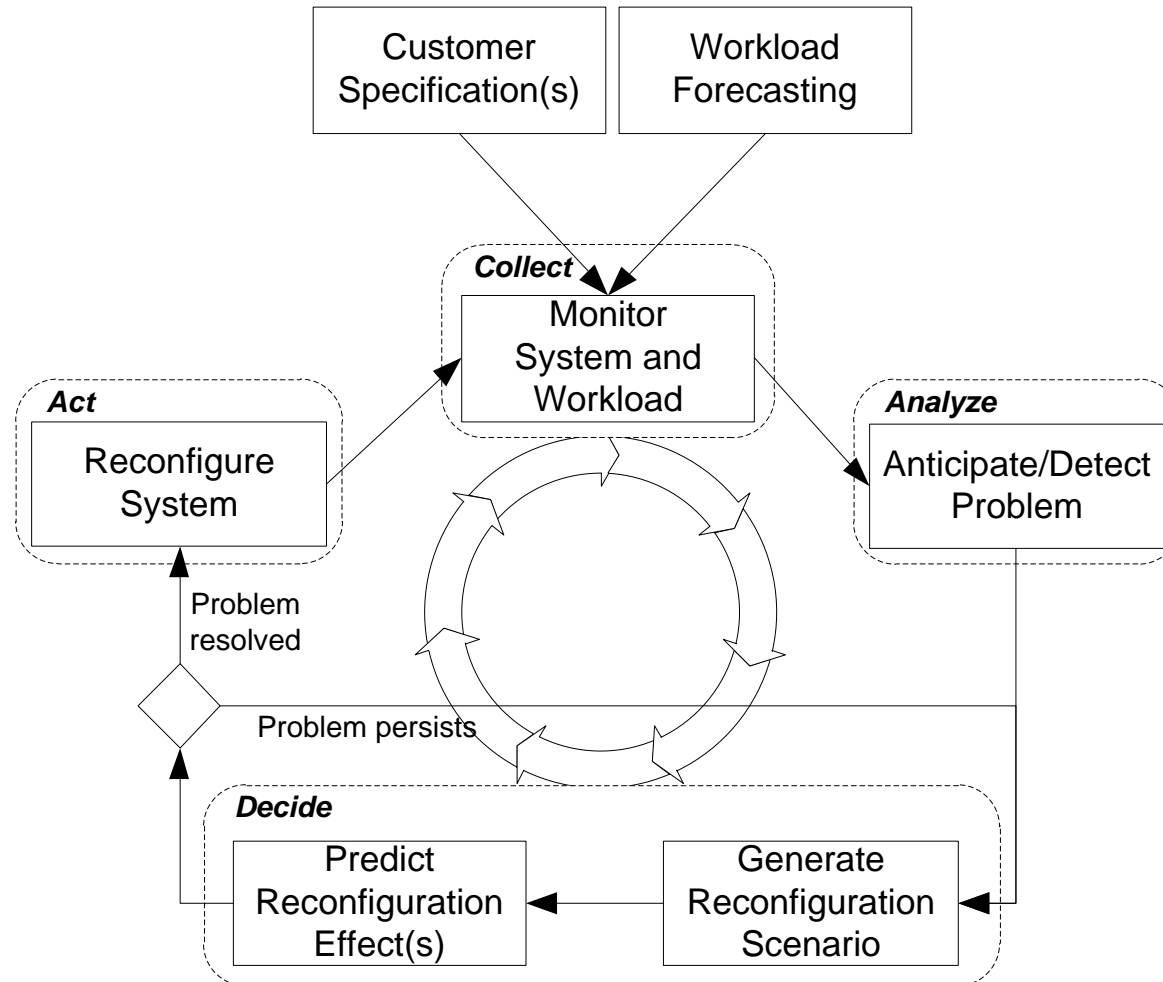 Customer
Specification(s)
Workload
Forecasting
Collect
Monitor
System and
Workload
Act
Reconfigure
System
Analyze
Anticipate/Detect
Problem
Problem
resolved
Problem persists
Decide
Predict
Reconfiguration
Effect(s)
Generate
Reconfiguration
Scenario